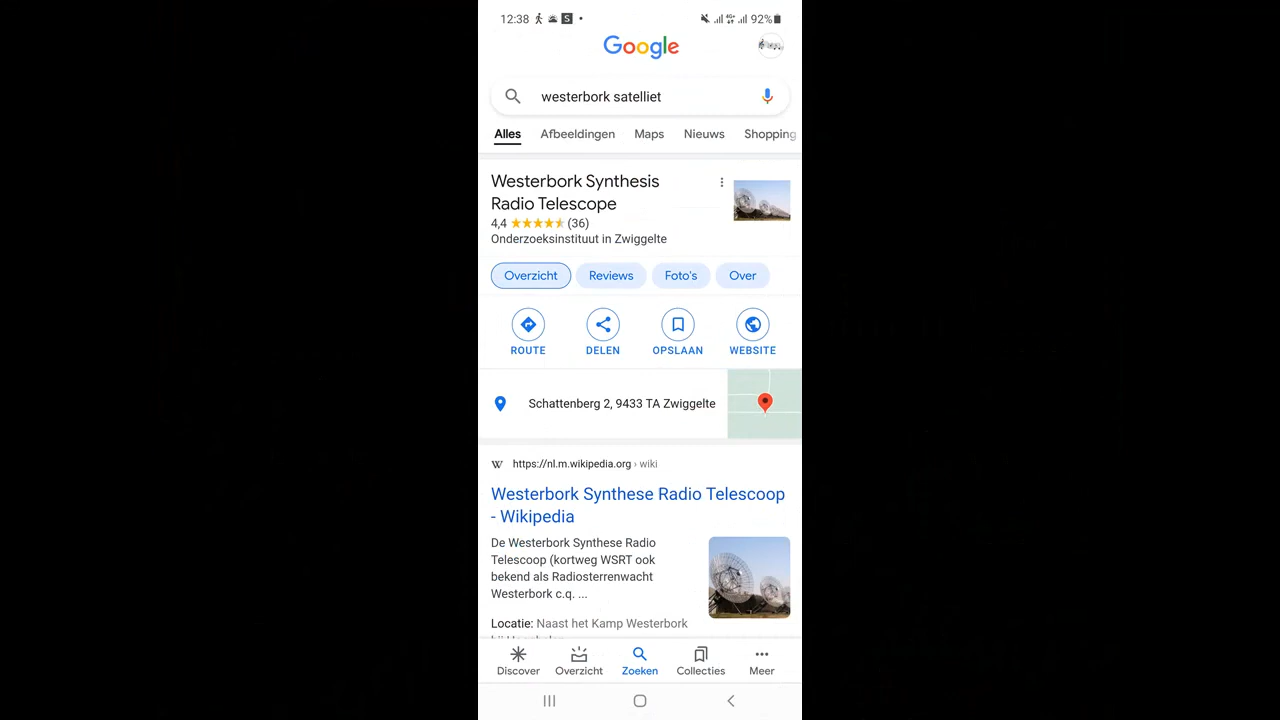 12:38 S 4G+ 92%
Google
westerbork satelliet
Alles Afbeeldingen Maps Nieuws Shopping
Westerbork Synthesis
Radio Telescope
4,4 (36)
Onderzoeksinstituut in Zwiggelte
Overzicht Reviews Foto's Over
ROUTE DELEN OPSLAAN WEBSITE
Schattenberg 2, 9433 TA Zwiggelte
W https://nl.m.wikipedia.org › wiki
Westerbork Synthese Radio Telescoop
- Wikipedia
De Westerbork Synthese Radio
Telescoop (kortweg WSRT ook
bekend als Radiosterrenwacht
Westerbork c.q. ...
Locatie: Naast het Kamp Westerbork
Discover Overzicht Zoeken Collecties Meer